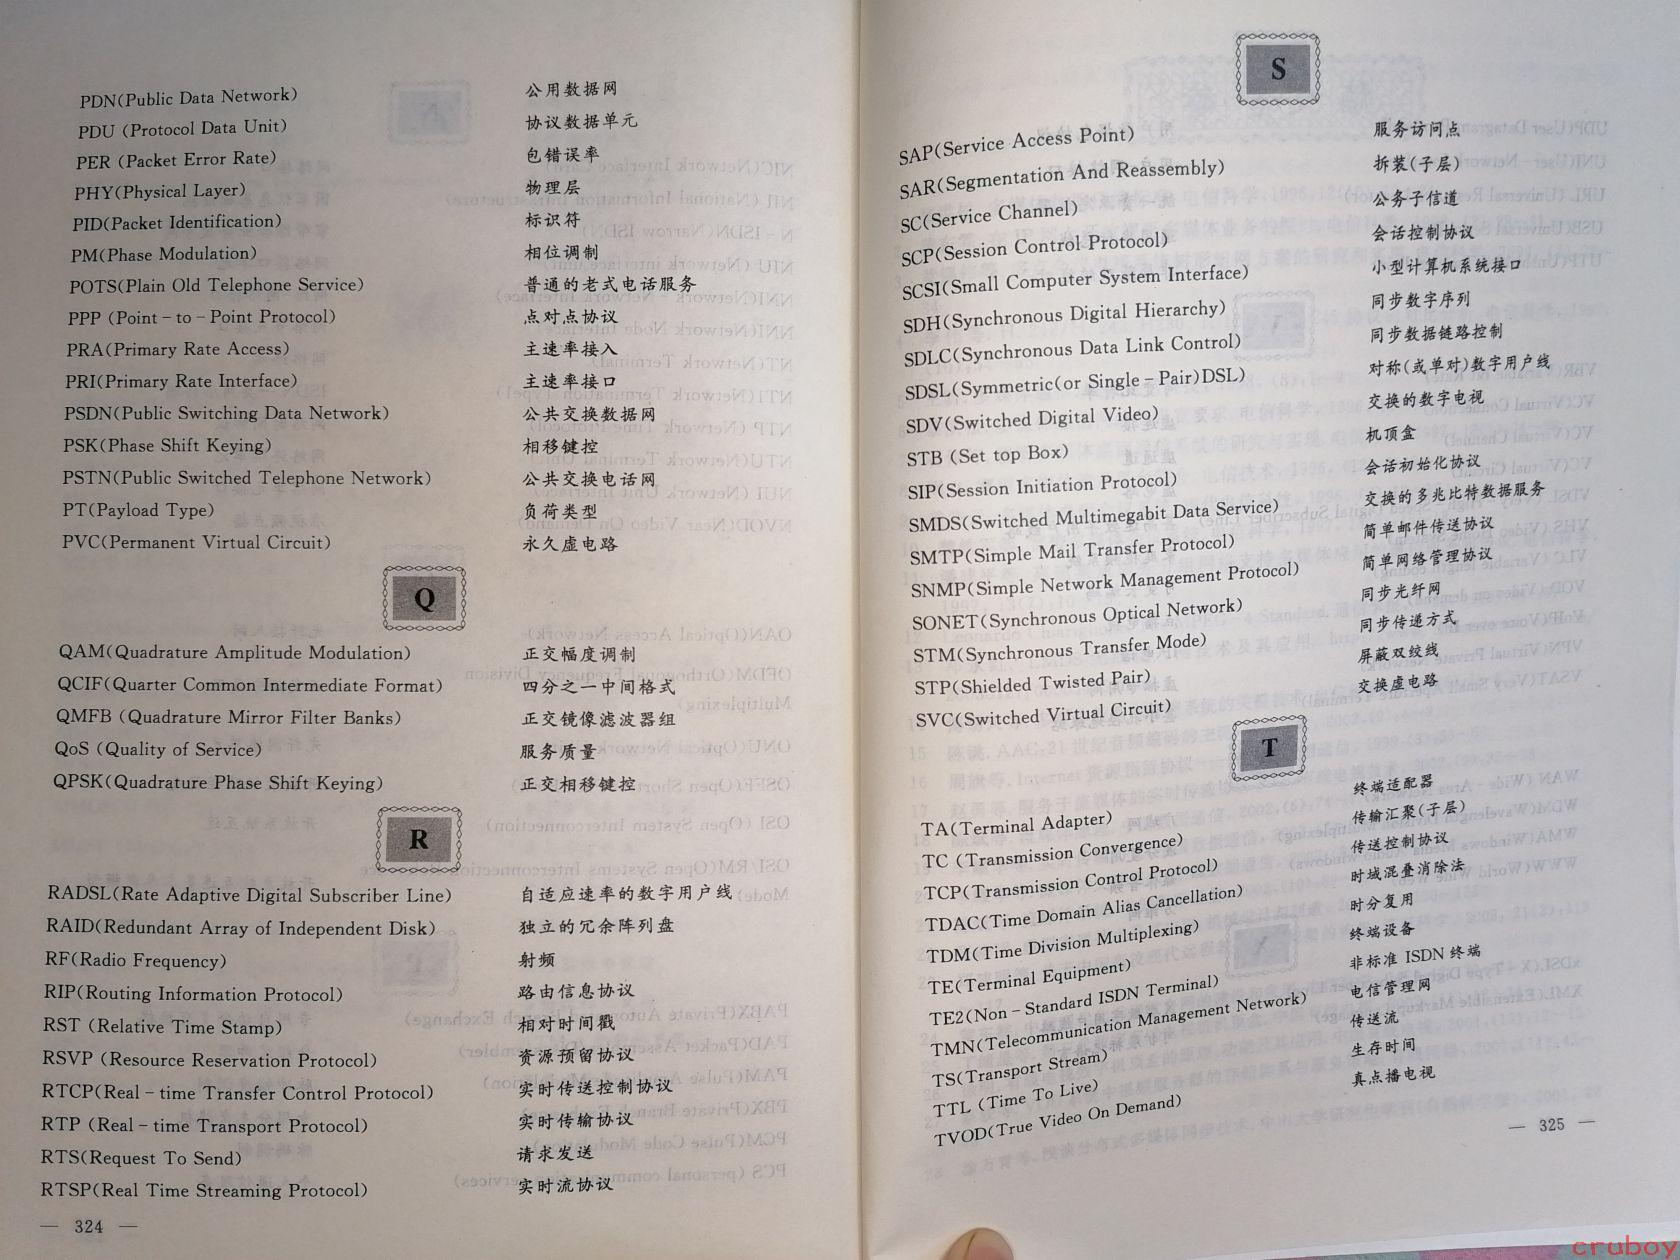 PDN(Public Data Network) 公用数据网
PDU (Protocol Data Unit) 协议数据单元
PER (Packet Error Rate) 包错误率
PHY(Physical Layer) 物理层
PID(Packet Identification) 标识符
PM(Phase Modulation) 相位调制
POTS(Plain Old Telephone Service) 普通的老式电话服务
PPP (Point-to-Point Protocol) 点对点协议
PRA(Primary Rate Access) 主速率接入
PRI(Primary Rate Interface) 主速率接口
PSDN(Public Switching Data Network) 公共交换数据网
PSK(Phase Shift Keying) 相移键控
PSTN(Public Switched Telephone Network) 公共交换电话网
PT(Payload Type) 负荷类型
PVC(Permanent Virtual Circuit) 永久虚电路
Q
QAM(Quadrature Amplitude Modulation) 正交幅度调制
QCIF(Quarter Common Intermediate Format) 四分之一中间格式
QMFB (Quadrature Mirror Filter Banks) 正交镜像滤波器组
QoS (Quality of Service) 服务质量
QPSK(Quadrature Phase Shift Keying) 正交相移键控
R
RADSL(Rate Adaptive Digital Subscriber Line) 自适应速率的数字用户线
RAID(Redundant Array of Independent Disk) 独立的冗余阵列盘
RF(Radio Frequency) 射频
RIP(Routing Information Protocol) 路由信息协议
RST (Relative Time Stamp) 相对时间戳
RSVP (Resource Reservation Protocol) 资源预留协议
RTCP(Real-time Transfer Control Protocol) 实时传送控制协议
RTP (Real-time Transport Protocol) 实时传输协议
RTS(Request To Send) 请求发送
RTSP(Real Time Streaming Protocol) 实时流协议
— 324 —
S
SAP(Service Access Point) 服务访问点
SAR(Segmentation And Reassembly) 拆装(子层)
SC(Service Channel) 公务子信道
SCP(Session Control Protocol) 会话控制协议
SCSI(Small Computer System Interface) 小型计算机系统接口
SDH(Synchronous Digital Hierarchy) 同步数字序列
SDLC(Synchronous Data Link Control) 同步数据链路控制
SDSL(Symmetric(or Single-Pair)DSL) 对称(或单对)数字用户线
SDV(Switched Digital Video) 交换的数字电视
STB (Set top Box) 机顶盒
SIP(Session Initiation Protocol) 会话初始化协议
SMDS(Switched Multimegabit Data Service) 交换的多兆比特数据服务
SMTP(Simple Mail Transfer Protocol) 简单邮件传送协议
SNMP(Simple Network Management Protocol) 简单网络管理协议
SONET(Synchronous Optical Network) 同步光纤网
STM(Synchronous Transfer Mode) 同步传递方式
STP(Shielded Twisted Pair) 屏蔽双绞线
SVC(Switched Virtual Circuit) 交换虚电路
T
TA(Terminal Adapter) 终端适配器
TC (Transmission Convergence) 传输汇聚(子层)
TCP(Transmission Control Protocol) 传送控制协议
TDAC(Time Domain Alias Cancellation) 时域混叠消除法
TDM(Time Division Multiplexing) 时分复用
TE(Terminal Equipment) 终端设备
TE2(Non-Standard ISDN Terminal) 非标准 ISDN 终端
TMN(Telecommunication Management Network) 电信管理网
TS(Transport Stream) 传送流
TTL (Time To Live) 生存时间
TVOD(True Video On Demand) 真点播电视
— 325 —
cruboy